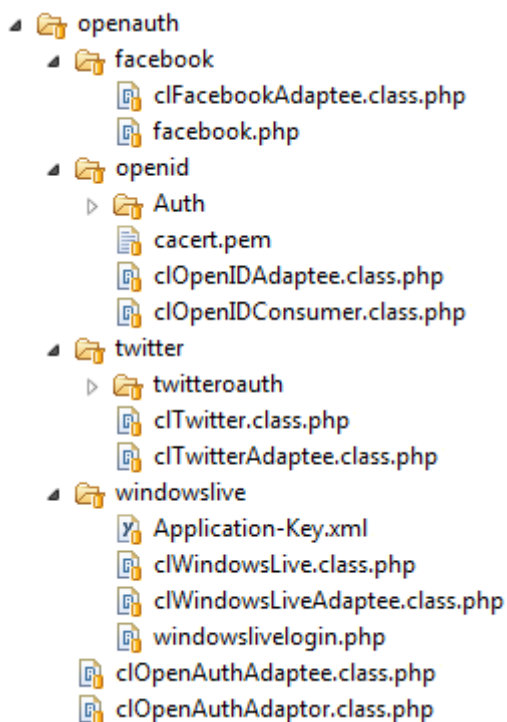 openauth
facebook
clFacebookAdaptee.class.php
facebook.php
openid
Auth
cacert.pem
clOpenIDAdaptee.class.php
clOpenIDConsumer.class.php
twitter
twitteroauth
clTwitter.class.php
clTwitterAdaptee.class.php
windowslive
Application-Key.xml
clWindowsLive.class.php
clWindowsLiveAdaptee.class.php
windowslivelogin.php
clOpenAuthAdaptee.class.php
clOpenAuthAdaptor.class.php